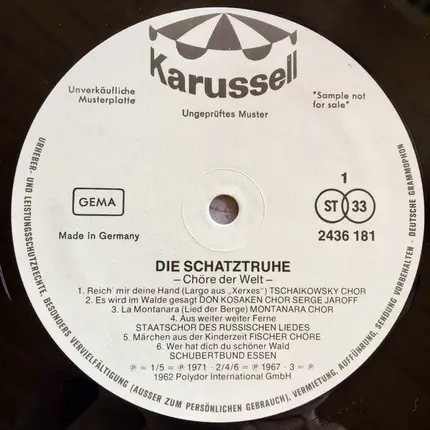 Karussell
Unverkäufliche
Musterplatte
"Sample not
for sale"
Ungeprüftes Muster
1
GEMA
ST 33
Made in Germany
2436 181
DIE SCHATZTRUHE
– Chöre der Welt –
1. Reich' mir deine Hand (Largo aus „Xerxes") TSCHAIKOWSKY CHOR
2. Es wird im Walde gesagt DON KOSAKEN CHOR SERGE JAROFF
3. La Montanara (Lied der Berge) MONTANARA CHOR
4. Aus weiter weiter Ferne
STAATSCHOR DES RUSSISCHEN LIEDES
5. Märchen aus der Kinderzeit FISCHER CHÖRE
6. Wer hat dich du schöner Wald
SCHUBERTBUND ESSEN
℗ = 1/5 = ℗ 1971 · 2/4/6 = ℗ 1967 · 3 = ℗
1962 Polydor International GmbH
URHEBER- UND LEISTUNGSSCHUTZRECHTE, BESONDERS VERVIELFÄLTIGUNG (AUSSER ZUM PERSÖNLICHEN GEBRAUCH), VERMIETUNG, AUFFÜHRUNG, SENDUNG VORBEHALTEN · DEUTSCHE GRAMMOPHON